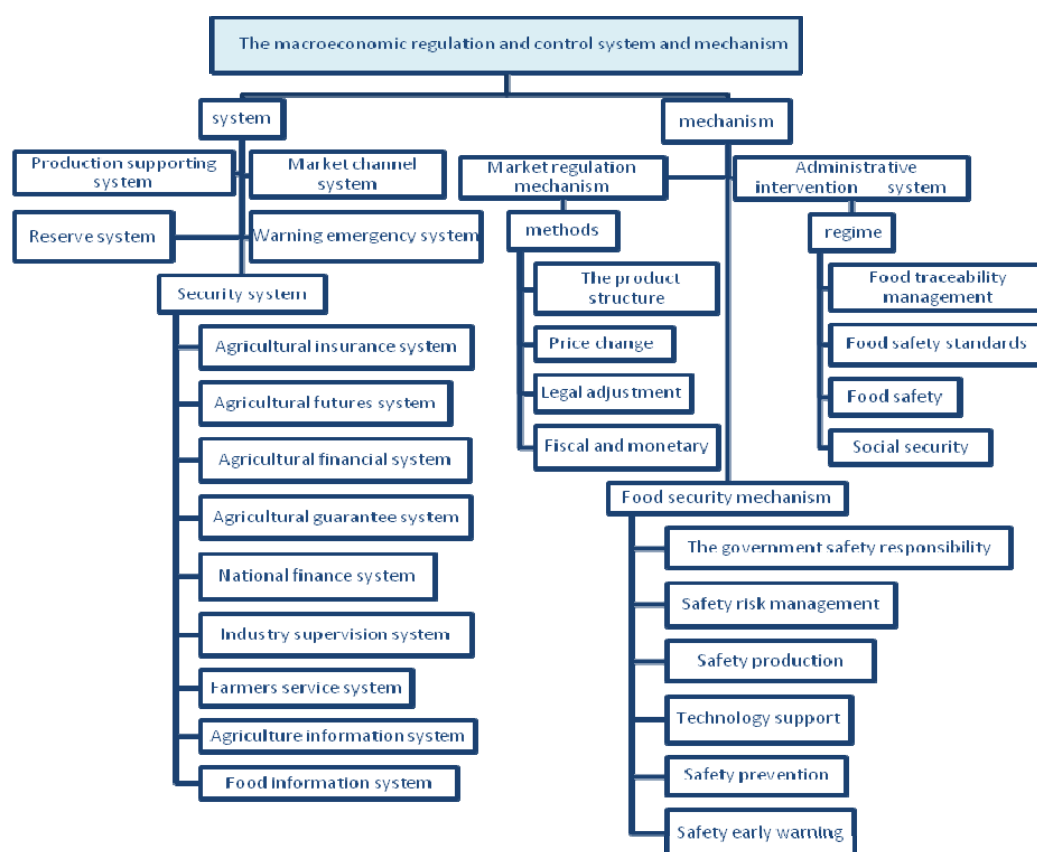 The macroeconomic regulation and control system and mechanism
system
mechanism
Production supporting
system
Market channel
system
Market regulation
mechanism
Administrative
intervention system
Reserve system
Warning emergency system
methods
regime
Security system
The product
structure
Food traceability
management
Agricultural insurance system
Price change
Food safety standards
Agricultural futures system
Legal adjustment
Food safety
Agricultural financial system
Fiscal and monetary
Social security
Food security mechanism
Agricultural guarantee system
The government safety responsibility
National finance system
Safety risk management
Industry supervision system
Safety production
Farmers service system
Technology support
Agriculture information system
Safety prevention
Food information system
Safety early warning